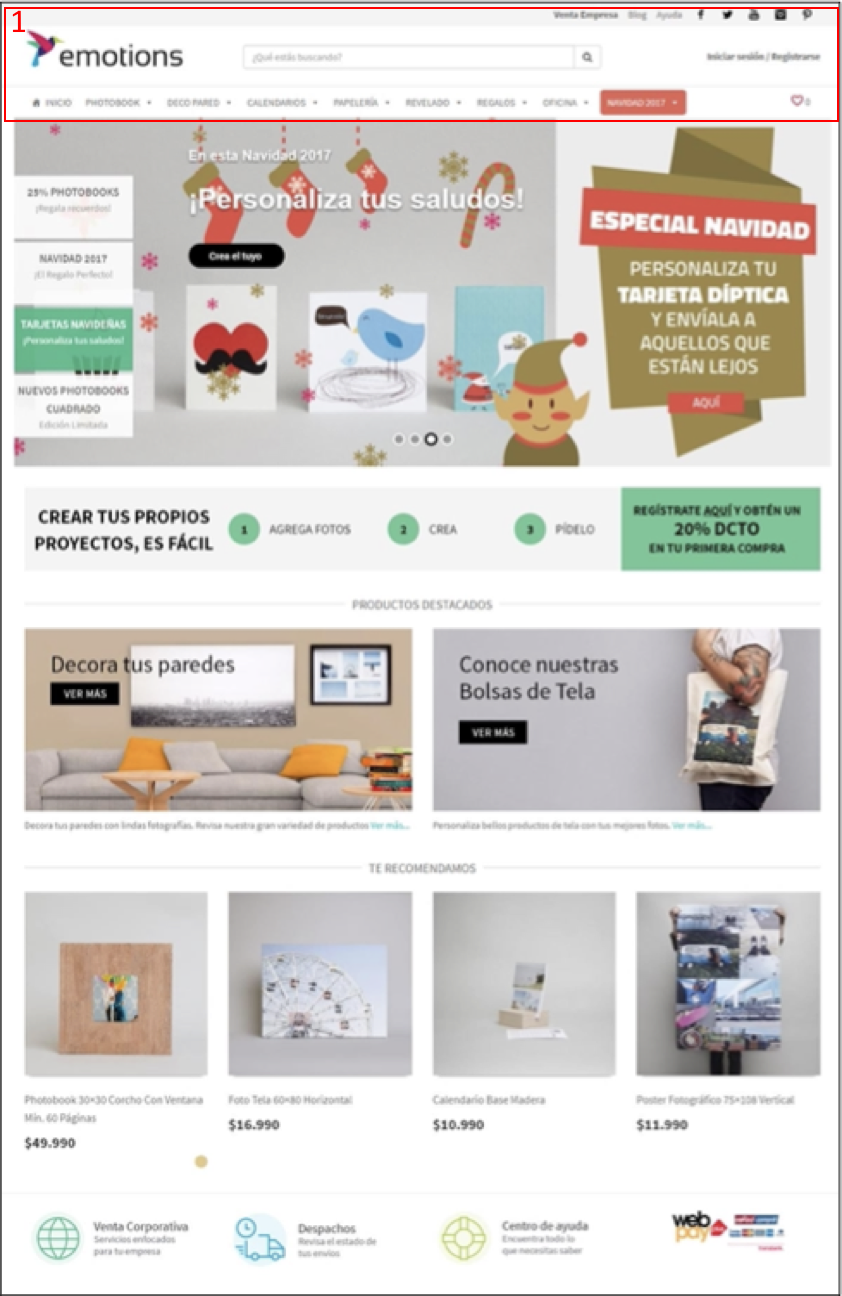 1
Venta Empresa Blog Ayuda
emotions
¿Qué estás buscando?
Iniciar sesión / Registrarse
INICIO PHOTOBOOK DECO PARED CALENDARIOS PAPELERÍA REVELADO REGALOS OFICINA NAVIDAD 2017 0
En esta Navidad 2017
¡Personaliza tus saludos!
Crea el tuyo
25% PHOTOBOOKS
¡Regala recuerdos!
NAVIDAD 2017
¡El Regalo Perfecto!
TARJETAS NAVIDEÑAS
¡Personaliza tus saludos!
NUEVOS PHOTOBOOKS
CUADRADO
Edición Limitada
ESPECIAL NAVIDAD
PERSONALIZA TU
TARJETA DÍPTICA
Y ENVÍALA A
AQUELLOS QUE
ESTÁN LEJOS
AQUÍ
CREAR TUS PROPIOS
PROYECTOS, ES FÁCIL
1 AGREGA FOTOS
2 CREA
3 PÍDELO
REGÍSTRATE AQUÍ Y OBTÉN UN
20% DCTO
EN TU PRIMERA COMPRA
PRODUCTOS DESTACADOS
Decora tus paredes
VER MÁS
Conoce nuestras
Bolsas de Tela
VER MÁS
Decora tus paredes con lindas fotografías. Revisa nuestra gran variedad de productos Ver más...
Personaliza bellos productos de tela con tus mejores fotos. Ver más...
TE RECOMENDAMOS
Photobook 30×30 Corcho Con Ventana
Min. 60 Páginas
$49.990
Foto Tela 60×80 Horizontal
$16.990
Calendario Base Madera
$10.990
Poster Fotográfico 75×108 Vertical
$11.990
Venta Corporativa
Servicios enfocados
para tu empresa
Despachos
Revisa el estado de
tus envíos
Centro de ayuda
Encuentra todo lo
que necesitas saber
web
pay
plus